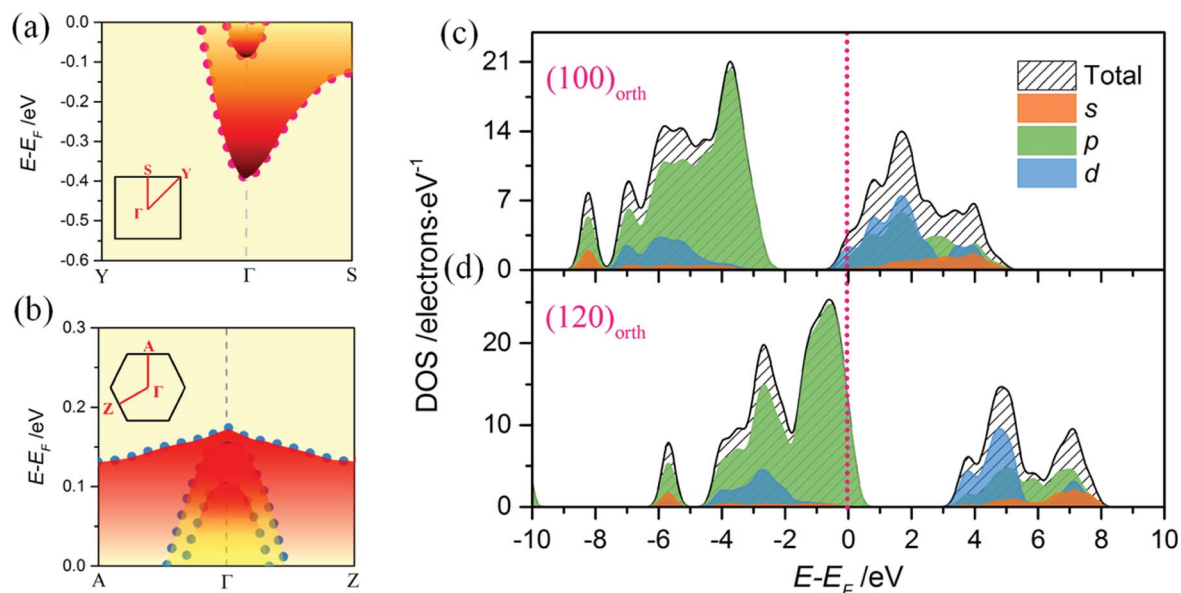 (a)
E-E_F /eV
0.0
-0.1
-0.2
-0.3
-0.4
-0.5
-0.6
S
Y
Γ
Y Γ S
(b)
E-E_F /eV
0.3
0.2
0.1
0.0
A
Γ
Z
A Γ Z
(c)
(100)orth
Total
s
p
d
21
14
7
0
DOS /electrons·eV⁻¹
(d)
(120)orth
20
10
0
-10 -8 -6 -4 -2 0 2 4 6 8 10
E-E_F /eV